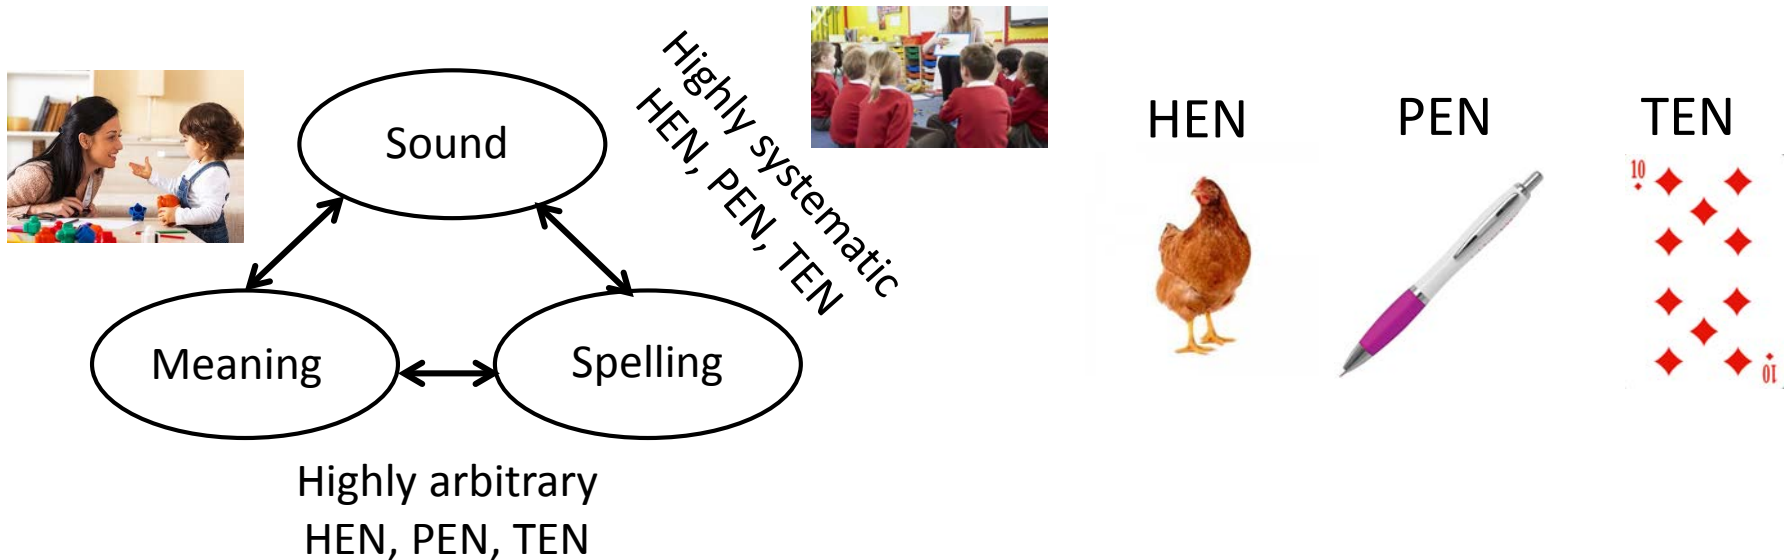 Sound
Meaning
Spelling
Highly systematic
HEN, PEN, TEN
Highly arbitrary
HEN, PEN, TEN
HEN
PEN
TEN
10
10